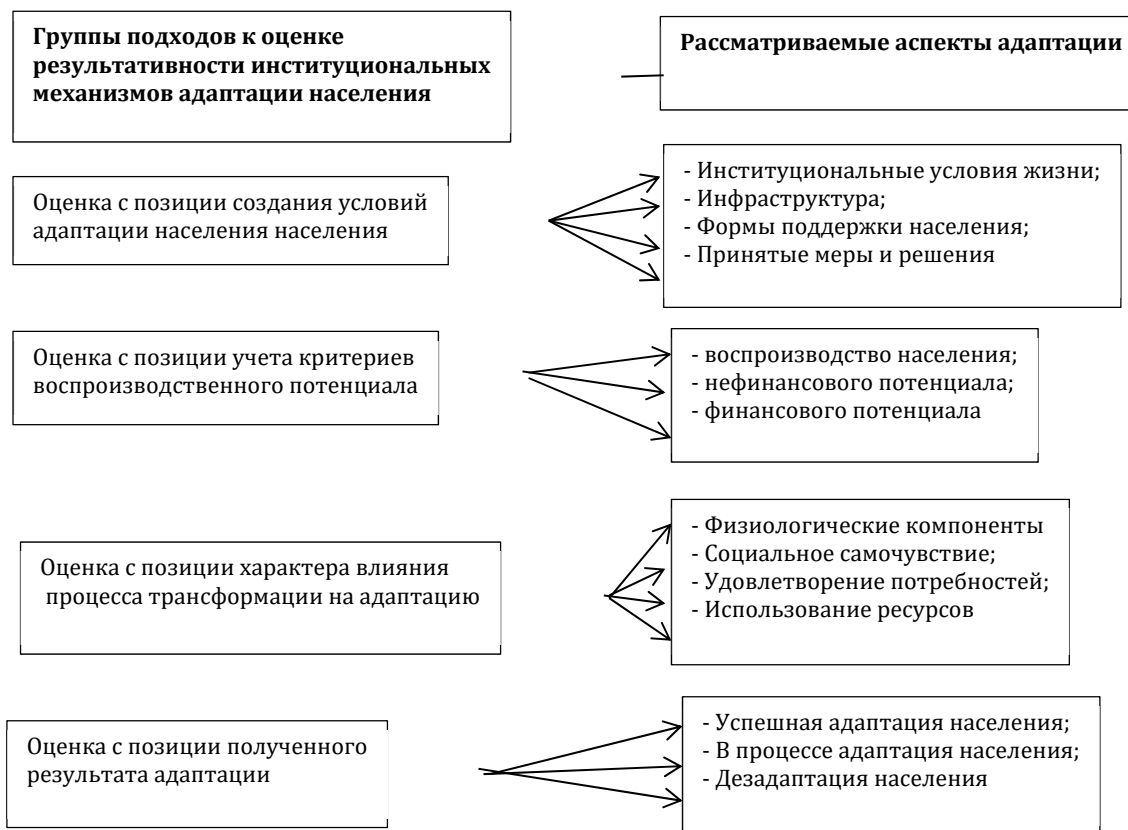 Группы подходов к оценке
результативности институциональных
механизмов адаптации населения
Рассматриваемые аспекты адаптации
Оценка с позиции создания условий
адаптации населения населения
- Институциональные условия жизни;
- Инфраструктура;
- Формы поддержки населения;
- Принятые меры и решения
Оценка с позиции учета критериев
воспроизводственного потенциала
- воспроизводство населения;
- нефинансового потенциала;
- финансового потенциала
Оценка с позиции характера влияния
процесса трансформации на адаптацию
- Физиологические компоненты
- Социальное самочувствие;
- Удовлетворение потребностей;
- Использование ресурсов
Оценка с позиции полученного
результата адаптации
- Успешная адаптация населения;
- В процессе адаптация населения;
- Дезадаптация населения